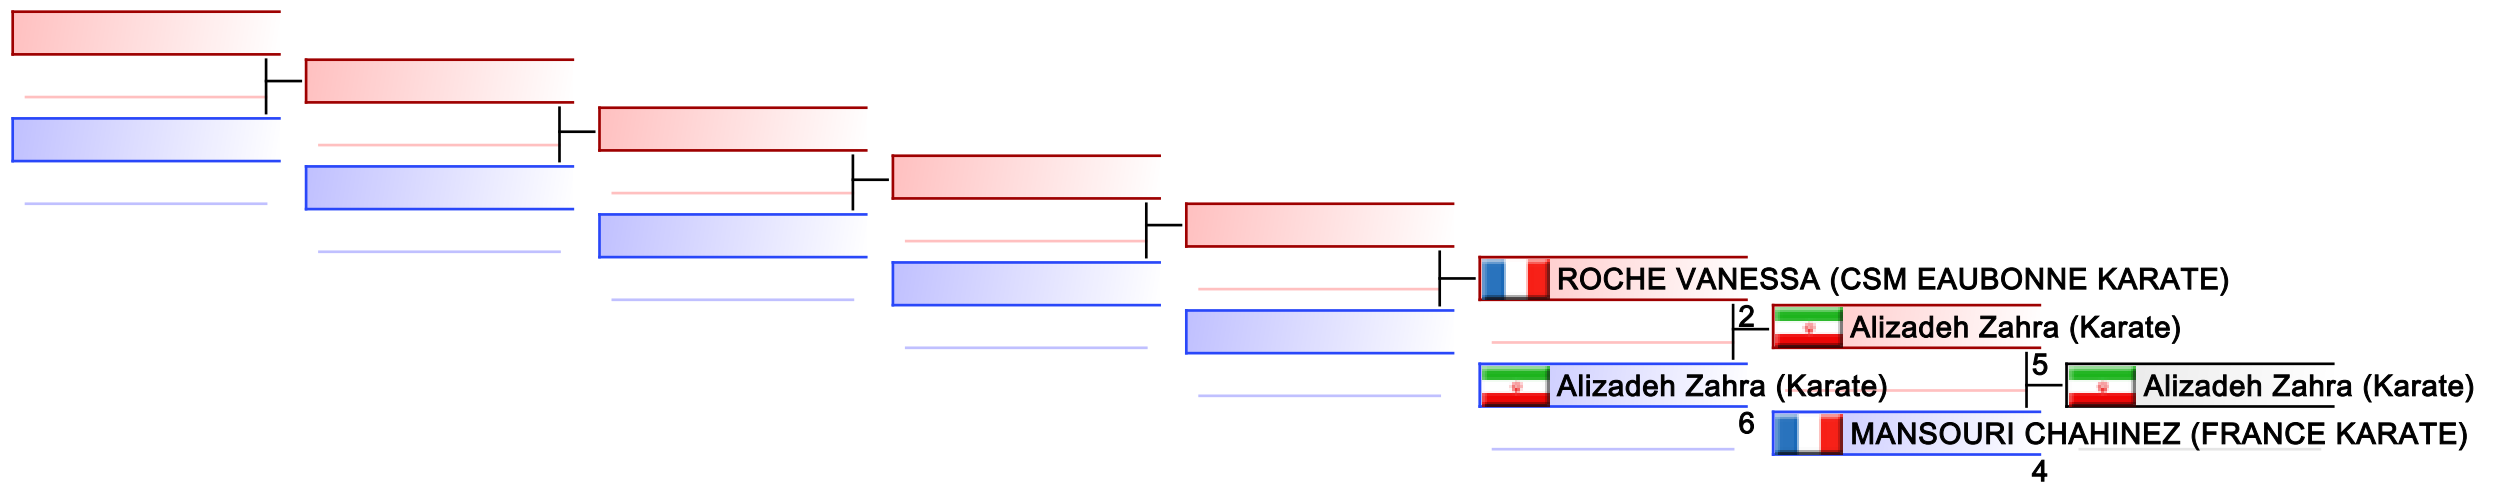 ROCHE VANESSA (CSM EAUBONNE KARATE)
2
Alizadeh Zahra (Karate)
5
Alizadeh Zahra (Karate)
Alizadeh Zahra (Karate)
6
MANSOURI CHAHINEZ (FRANCE KARATE)
4